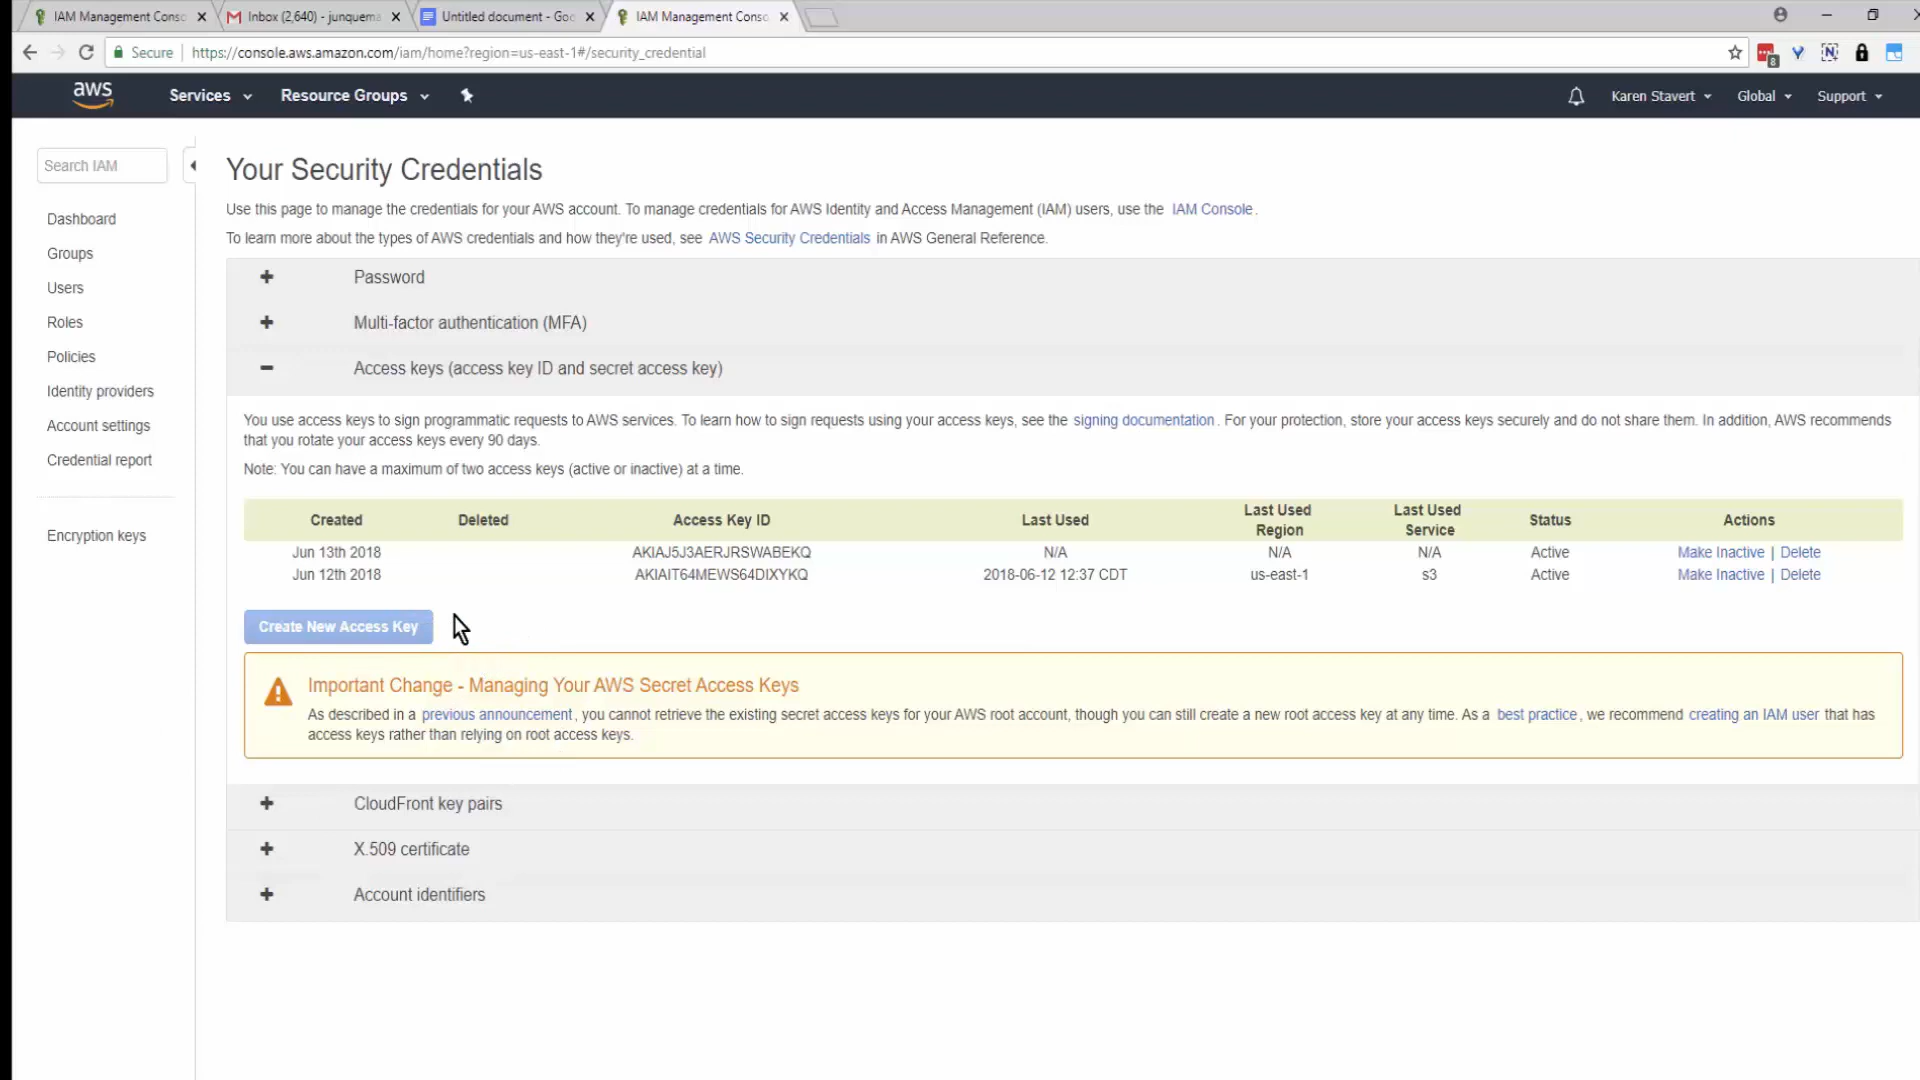 IAM Management Conso
Inbox (2,640) - junquema
Untitled document - Goo
IAM Management Conso
Secure
https://console.aws.amazon.com/iam/home?region=us-east-1#/security_credential
8
N
aws
Services
Resource Groups
Karen Stavert
Global
Support
Search IAM
Dashboard
Groups
Users
Roles
Policies
Identity providers
Account settings
Credential report
Encryption keys
Your Security Credentials
Use this page to manage the credentials for your AWS account. To manage credentials for AWS Identity and Access Management (IAM) users, use the IAM Console.
To learn more about the types of AWS credentials and how they're used, see AWS Security Credentials in AWS General Reference.
Password
Multi-factor authentication (MFA)
Access keys (access key ID and secret access key)
You use access keys to sign programmatic requests to AWS services. To learn how to sign requests using your access keys, see the signing documentation. For your protection, store your access keys securely and do not share them. In addition, AWS recommends
that you rotate your access keys every 90 days.
Note: You can have a maximum of two access keys (active or inactive) at a time.
Created Deleted Access Key ID Last Used Last Used Region Last Used Service Status Actions
Jun 13th 2018 AKIAJ5J3AERJRSWABEKQ N/A N/A N/A Active Make Inactive | Delete
Jun 12th 2018 AKIAIT64MEWS64DIXYKQ 2018-06-12 12:37 CDT us-east-1 s3 Active Make Inactive | Delete
Create New Access Key
Important Change - Managing Your AWS Secret Access Keys
As described in a previous announcement, you cannot retrieve the existing secret access keys for your AWS root account, though you can still create a new root access key at any time. As a best practice, we recommend creating an IAM user that has
access keys rather than relying on root access keys.
CloudFront key pairs
X.509 certificate
Account identifiers